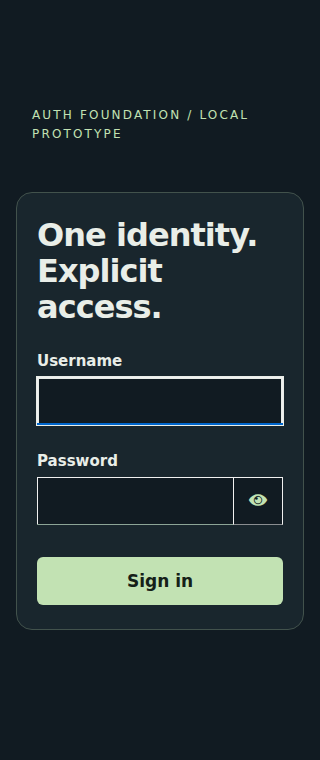 AUTH FOUNDATION / LOCAL
PROTOTYPE
One identity.
Explicit
access.
Username
Password
Sign in